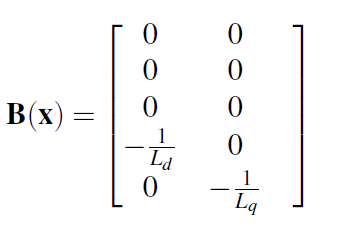 0 0
0 0
B(x) = 0 0
-1/L_d 0
0 -1/L_q